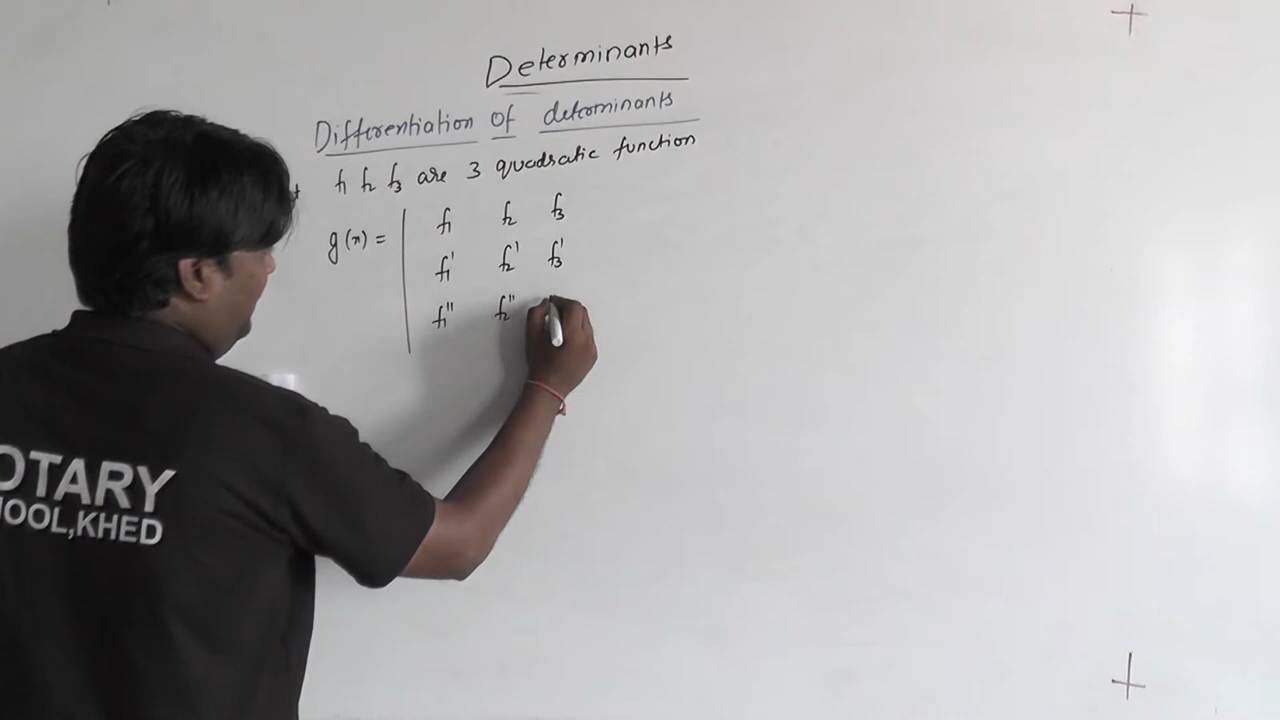 Determinants
Differentiation of determinants
f1 f2 f3 are 3 quadratic function
g(x) = | f1 f2 f3
f1' f2' f3'
f1'' f2''
OTARY
OOL,KHED